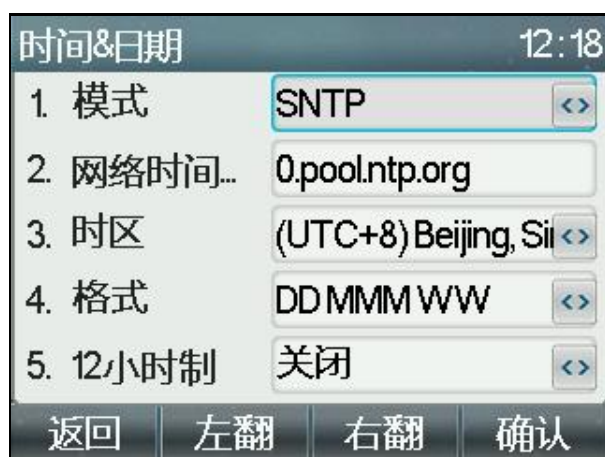 时间&日期 12:18
1. 模式 SNTP
2. 网络时间... 0.pool.ntp.org
3. 时区 (UTC+8) Beijing, Si
4. 格式 DD MMM WW
5. 12小时制 关闭
返回 左翻 右翻 确认